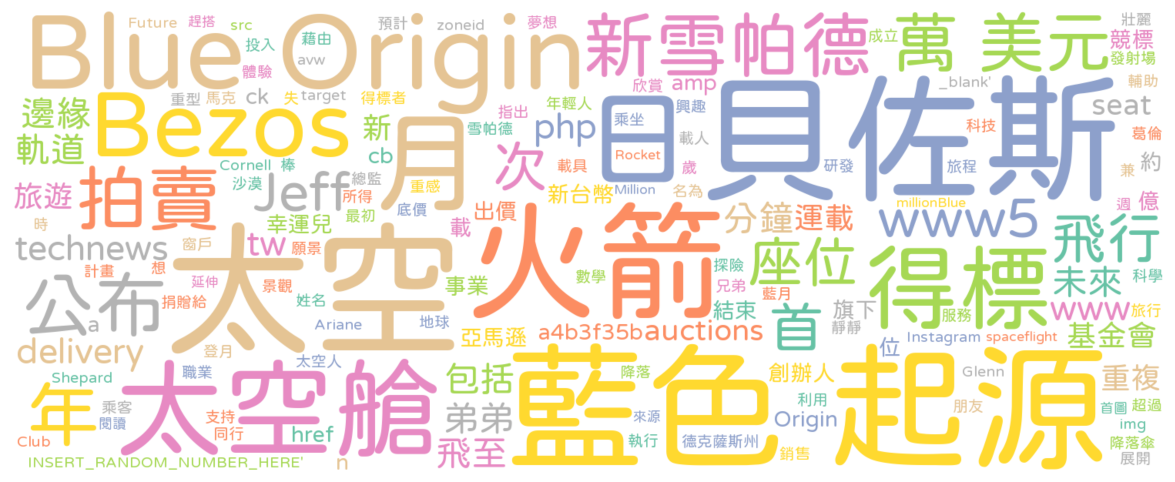 Blue Origin
新雪帕德
萬 美元
日
貝佐斯
Bezos
月
火箭
太空
太空艙
藍色 起源
得標
拍賣
公布
年
Jeff
次
首
座位
飛行
www5
php
邊緣
軌道
旅遊
technews
delivery
tw
新
cb
ck
Future
趕搭
src
投入
藉由
預計
zoneid
夢想
體驗
avw
重型
馬克
失
target
得標者
欣賞
amp
成立
壯麗
競標
發射場
_blank'
輔助
seat
葛倫
約
兼
科技
旅程
研發
興趣
乘坐
年輕人
指出
雪帕德
載人
Rocket
載具
歲
Million
名為
millionBlue
週
億
新台幣
Cornell
棒
沙漠
總監
所得
重感
最初
底價
幸運兒
時
窗戶
願景
計畫
想
延伸
景觀
捐贈給
姓名
載
出價
分鐘
運載
事業
數學
探險
兄弟
藍月
未來
科學
旗下
靜靜
服務
www
旅行
a
登月
Ariane
地球
亞馬遜
a4b3f35b
auctions
結束
位
Instagram
spaceflight
基金會
太空人
職業
Shepard
乘客
閱讀
支持
同行
href
包括
弟弟
飛至
降落
創辦人
利用
Origin
Glenn
朋友
重複
首圖
超過
img
降落傘
展開
來源
執行
德克薩斯州
銷售
Club
INSERT_RANDOM_NUMBER_HERE'
n